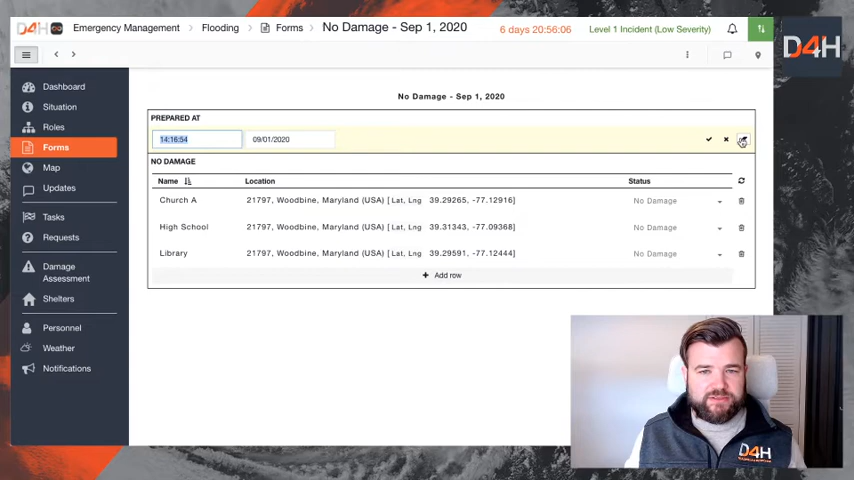 D4H Emergency Management Flooding Forms No Damage - Sep 1, 2020 6 days 20:56:06 Level 1 Incident (Low Severity)
D4H
No Damage - Sep 1, 2020
Dashboard
Situation
Roles
Forms
Map
Updates
Tasks
Requests
Damage
Assessment
Shelters
Personnel
Weather
Notifications
PREPARED AT
14:16:54 09/01/2020
NO DAMAGE
Name Location Status
Church A 21797, Woodbine, Maryland (USA) [ Lat, Lng 39.29265, -77.12916] No Damage
High School 21797, Woodbine, Maryland (USA) [ Lat, Lng 39.31343, -77.09368] No Damage
Library 21797, Woodbine, Maryland (USA) [ Lat, Lng 39.29591, -77.12444] No Damage
+ Add row
D4H